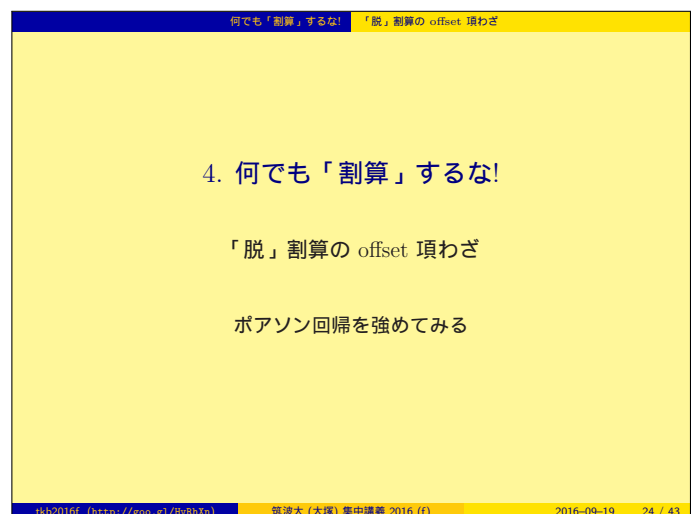 何でも「割算」するな! 「脱」割算の offset 項わざ
4. 何でも「割算」するな!
「脱」割算の offset 項わざ
ポアソン回帰を強めてみる
tkb2016f (http://goo.gl/HvBhXn) 筑波大 (大塚) 集中講義 2016 (f) 2016–09–19 24 / 43